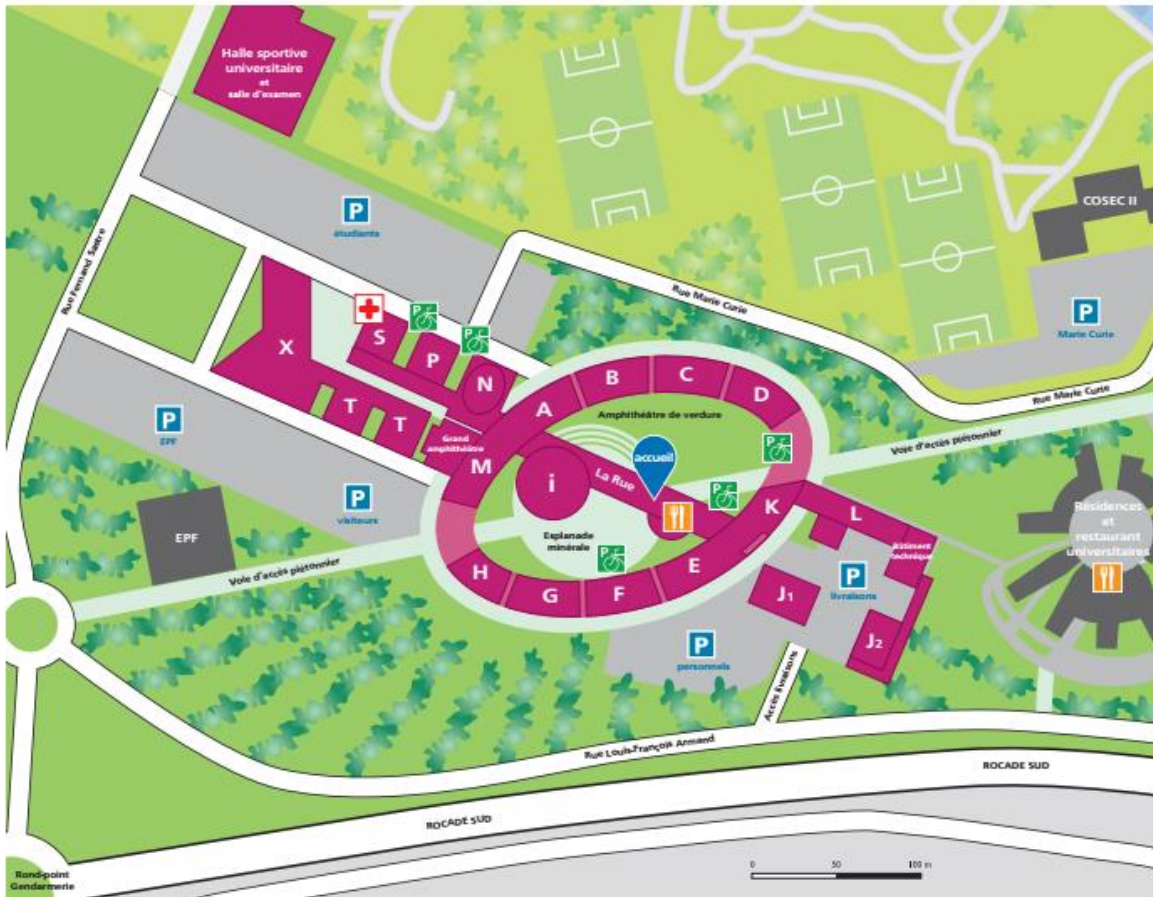 Halle sportive
universitaire
et
salle d'examen
COSEC II
P
étudiants
Rue Fernand Sastre
Rue Marie Curie
P
Marie Curie
P
S
P
P
N
X
B
C
D
A
T
T
Rue Marie Curie
P
EPF
Amphithéâtre de verdure
Grand
amphithéâtre
M
Voie d'accès piétonnier
P
accueil
La Rue
i
P
visiteurs
P
K
L
Résidences
et
restaurant
universitaires
EPF
Esplanade
minérale
Bâtiment
technique
P
Voie d'accès piétonnier
H
G
F
E
J1
P
livraisons
J2
P
personnels
Accès livraisons
Rue Louis-François Armand
ROCADE SUD
ROCADE SUD
Rond-point
Gendarmerie
0 50 100 m